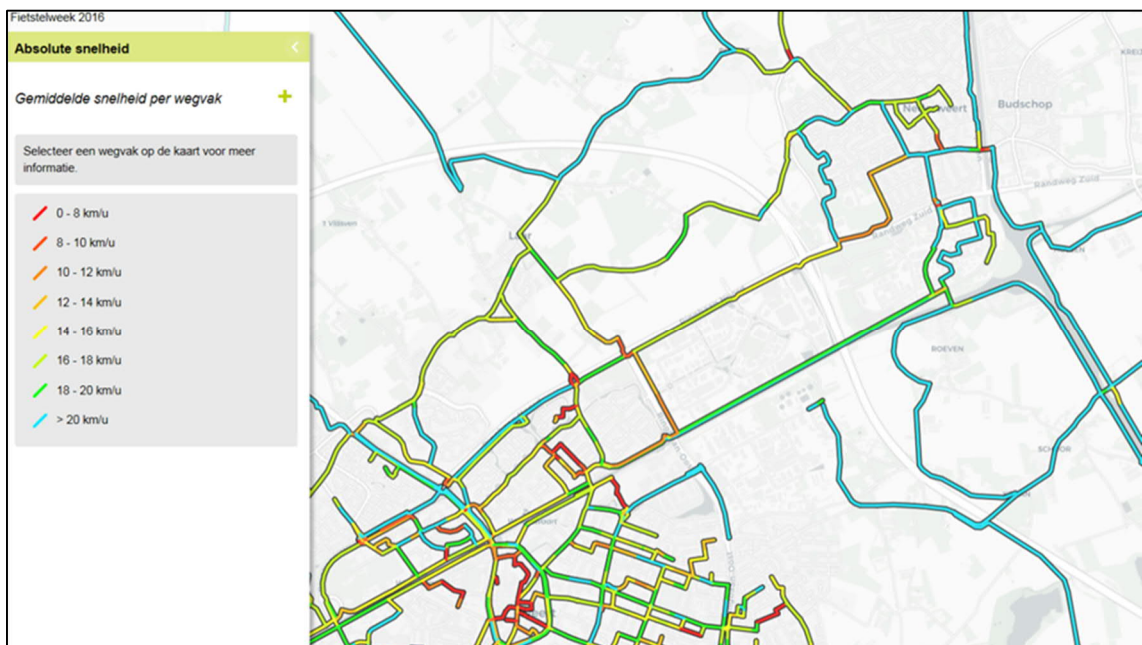 Fietstelweek 2016
Absolute snelheid
Gemiddelde snelheid per wegvak
Selecteer een wegvak op de kaart voor meer
informatie.
0 - 8 km/u
8 - 10 km/u
10 - 12 km/u
12 - 14 km/u
14 - 16 km/u
16 - 18 km/u
18 - 20 km/u
> 20 km/u
Budschop
Randweg Zuid
Randweg Zuid
ROEVEN